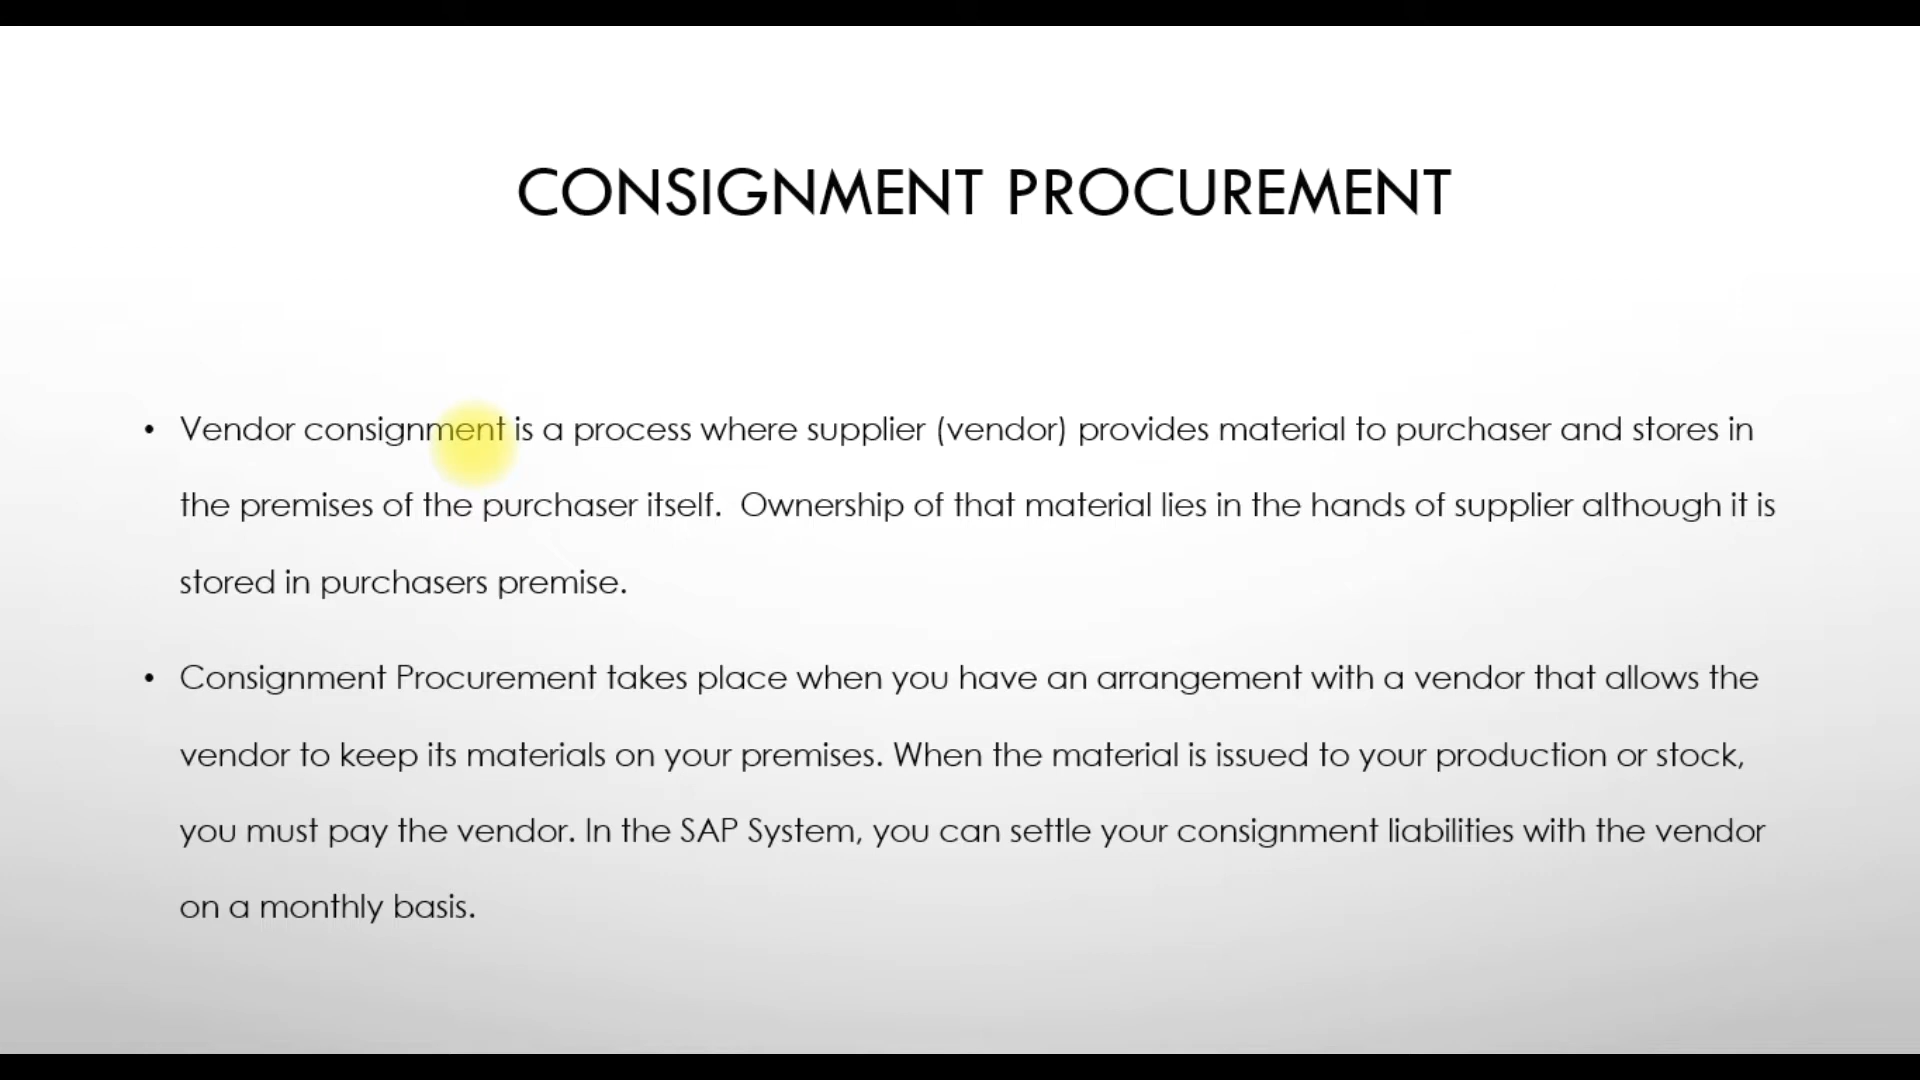 CONSIGNMENT PROCUREMENT
• Vendor consignment is a process where supplier (vendor) provides material to purchaser and stores in
the premises of the purchaser itself.  Ownership of that material lies in the hands of supplier although it is
stored in purchasers premise.
• Consignment Procurement takes place when you have an arrangement with a vendor that allows the
vendor to keep its materials on your premises. When the material is issued to your production or stock,
you must pay the vendor. In the SAP System, you can settle your consignment liabilities with the vendor
on a monthly basis.